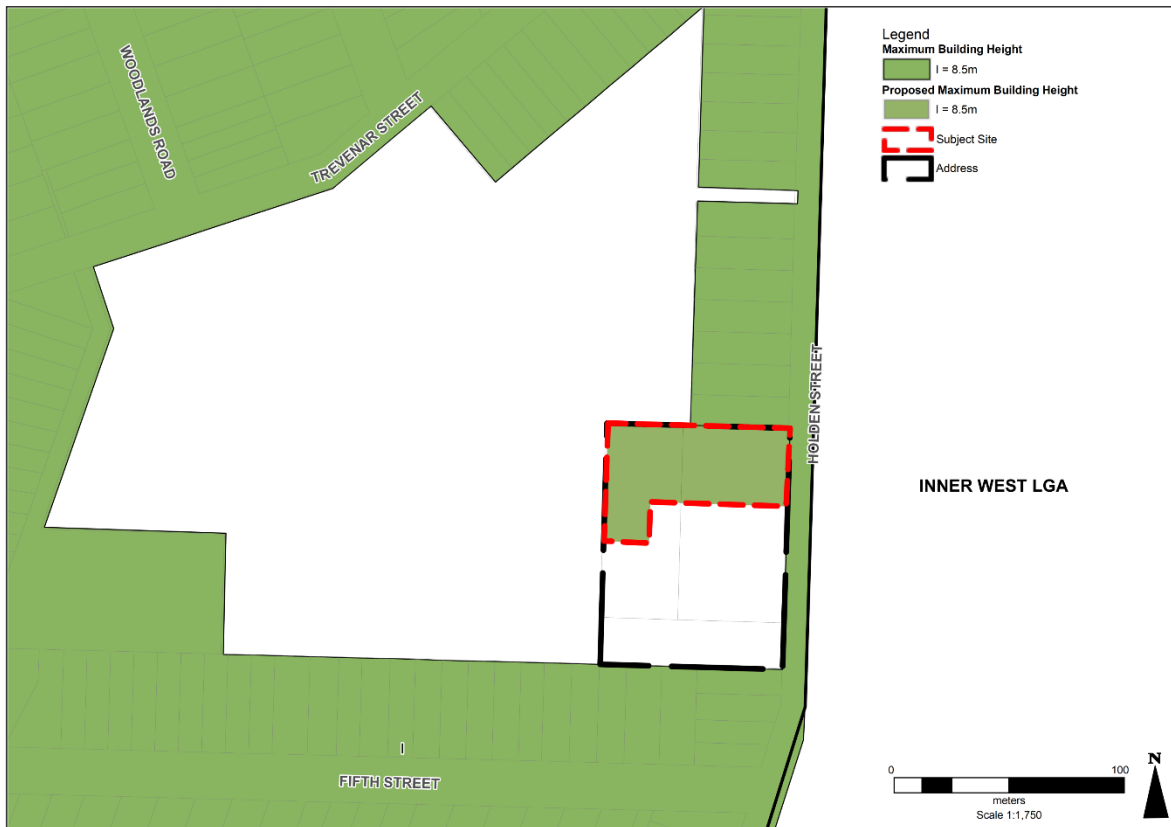 WOODLANDS ROAD
TREVENAR STREET
HOLDEN STREET
I
FIFTH STREET
Legend
Maximum Building Height
I = 8.5m
Proposed Maximum Building Height
I = 8.5m
Subject Site
Address
INNER WEST LGA
0 100
meters
Scale 1:1,750
N